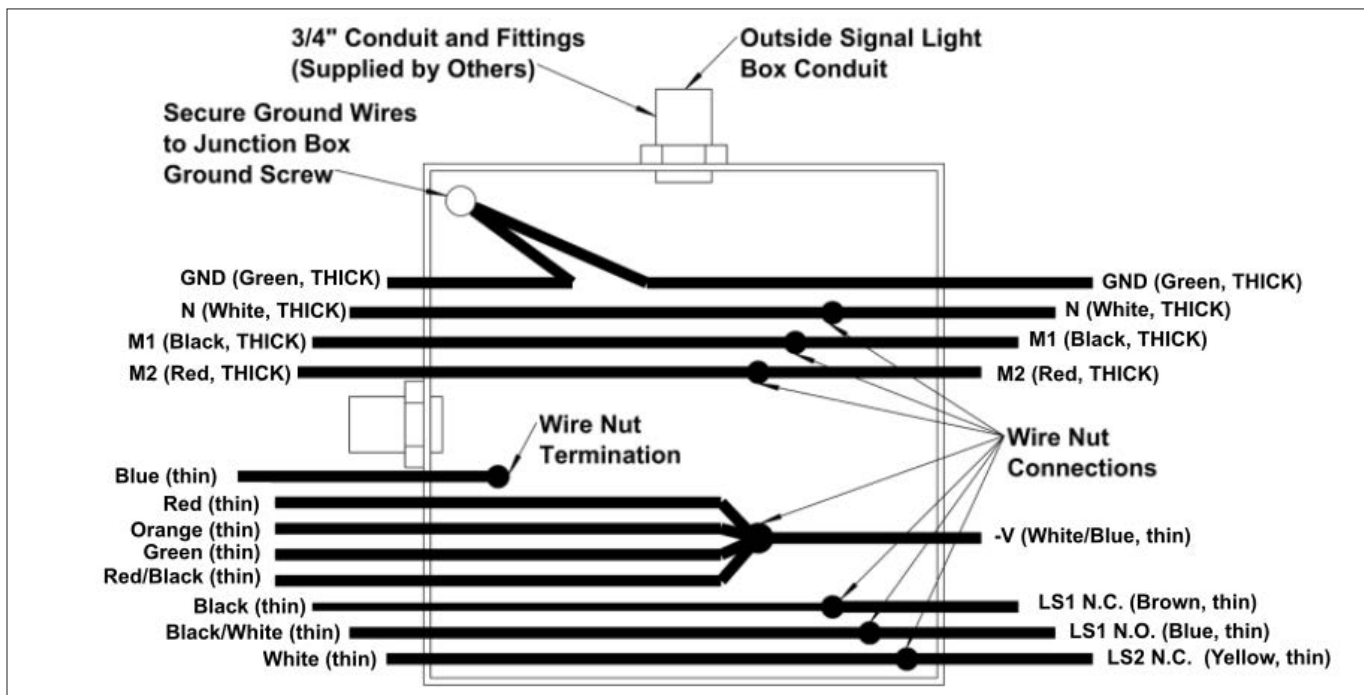 3/4" Conduit and Fittings
(Supplied by Others)
Outside Signal Light
Box Conduit
Secure Ground Wires
to Junction Box
Ground Screw
GND (Green, THICK)
GND (Green, THICK)
N (White, THICK)
N (White, THICK)
M1 (Black, THICK)
M1 (Black, THICK)
M2 (Red, THICK)
M2 (Red, THICK)
Wire Nut
Termination
Wire Nut
Connections
Blue (thin)
Red (thin)
Orange (thin)
Green (thin)
Red/Black (thin)
-V (White/Blue, thin)
Black (thin)
LS1 N.C. (Brown, thin)
Black/White (thin)
LS1 N.O. (Blue, thin)
White (thin)
LS2 N.C. (Yellow, thin)